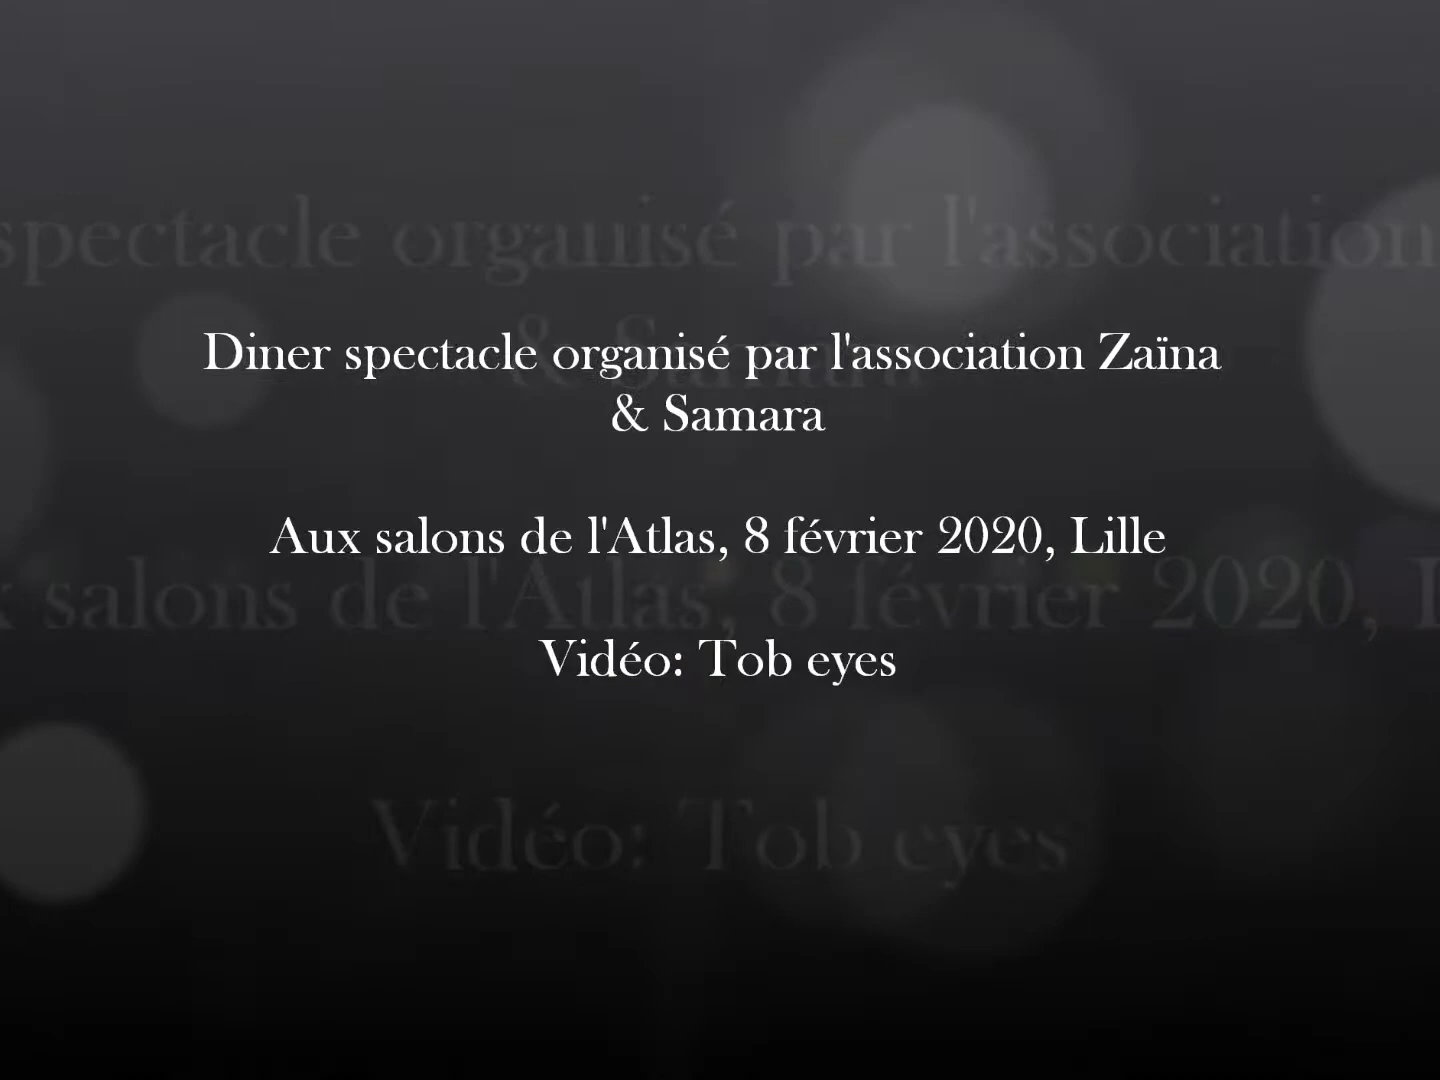 Diner spectacle organisé par l'association Zaïna
& Samara
Aux salons de l'Atlas, 8 février 2020, Lille
Vidéo: Tob eyes